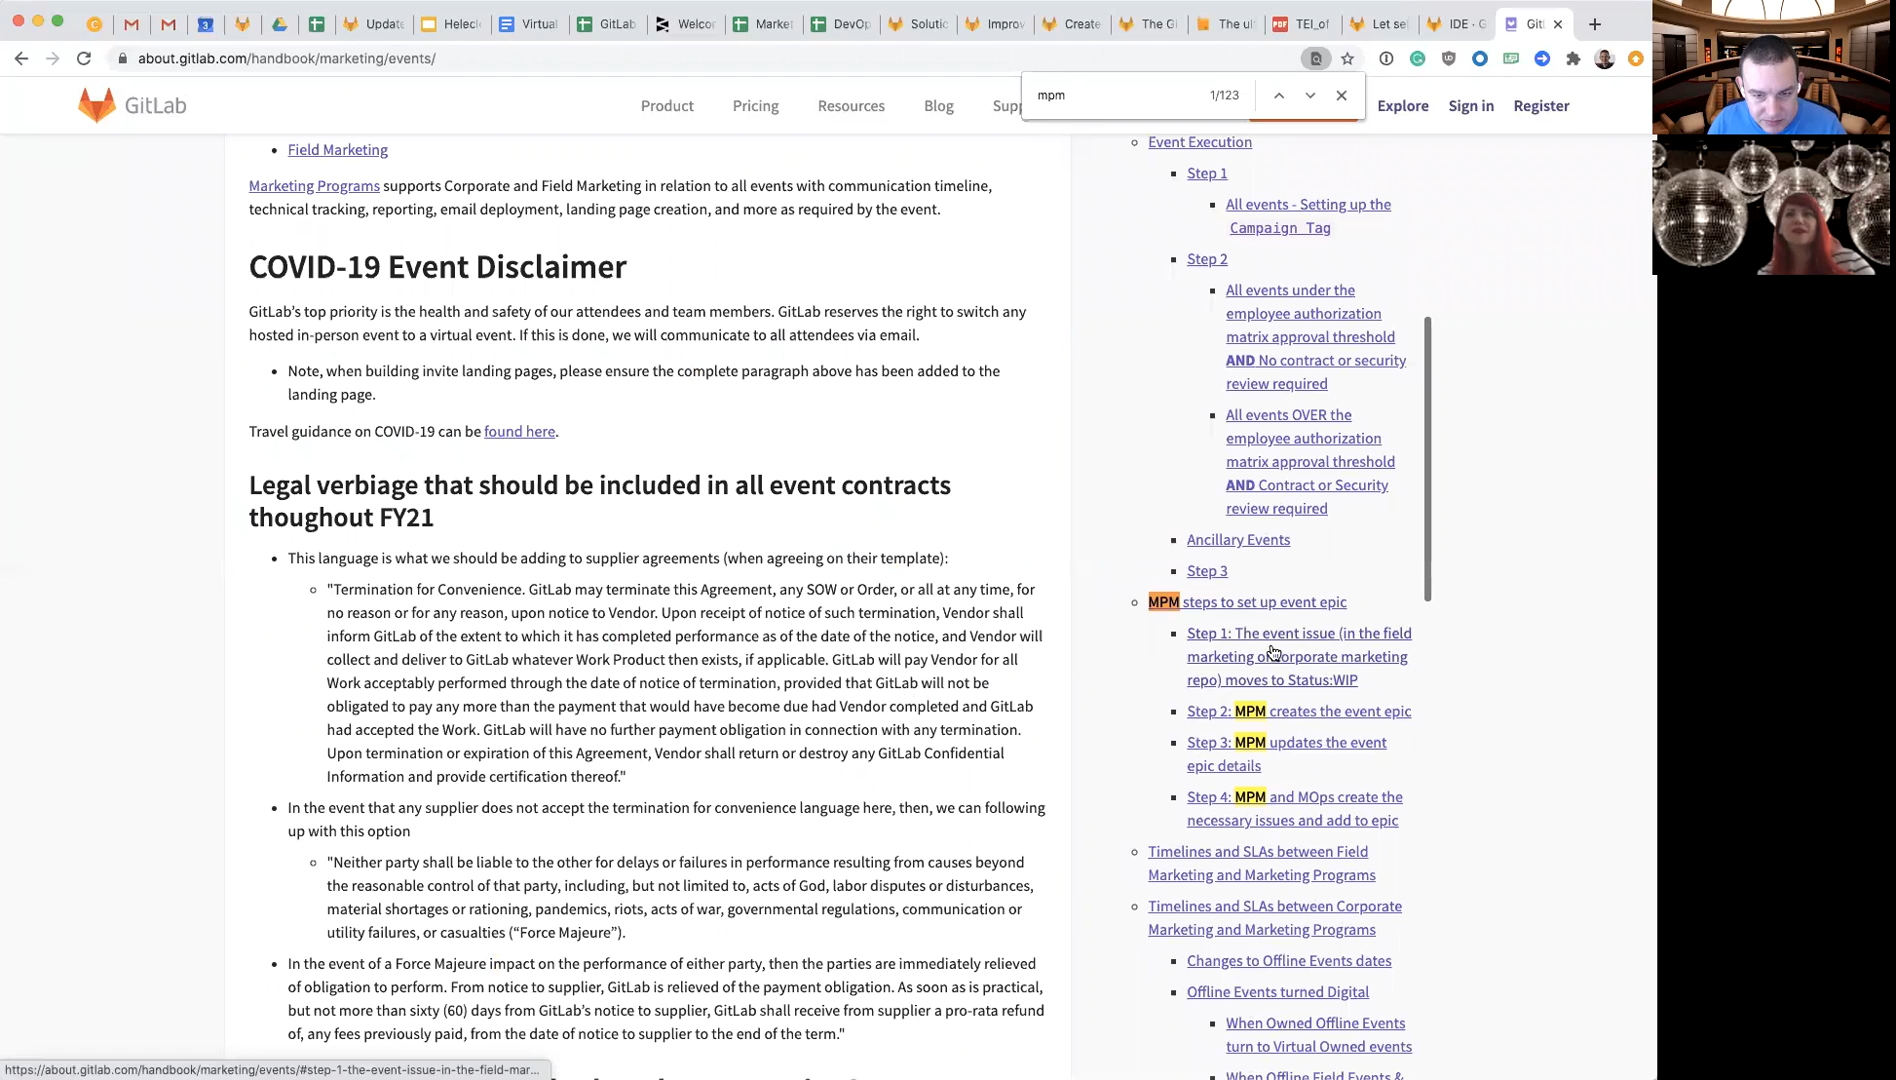 Update
Helecl
Virtual
GitLab
Welcor
Market
DevOp
Solutic
Improv
Create
The Gi
The ul
PDF
TEI_of
Let sel
IDE · G
GitL
about.gitlab.com/handbook/marketing/events/
mpm
1/123
GitLab
Product
Pricing
Resources
Blog
Supp
Explore
Sign in
Register
Field Marketing
Marketing Programs supports Corporate and Field Marketing in relation to all events with communication timeline,
technical tracking, reporting, email deployment, landing page creation, and more as required by the event.
COVID-19 Event Disclaimer
GitLab's top priority is the health and safety of our attendees and team members. GitLab reserves the right to switch any
hosted in-person event to a virtual event. If this is done, we will communicate to all attendees via email.
Note, when building invite landing pages, please ensure the complete paragraph above has been added to the
landing page.
Travel guidance on COVID-19 can be found here.
Legal verbiage that should be included in all event contracts
thoughout FY21
This language is what we should be adding to supplier agreements (when agreeing on their template):
"Termination for Convenience. GitLab may terminate this Agreement, any SOW or Order, or all at any time, for
no reason or for any reason, upon notice to Vendor. Upon receipt of notice of such termination, Vendor shall
inform GitLab of the extent to which it has completed performance as of the date of the notice, and Vendor will
collect and deliver to GitLab whatever Work Product then exists, if applicable. GitLab will pay Vendor for all
Work acceptably performed through the date of notice of termination, provided that GitLab will not be
obligated to pay any more than the payment that would have become due had Vendor completed and GitLab
had accepted the Work. GitLab will have no further payment obligation in connection with any termination.
Upon termination or expiration of this Agreement, Vendor shall return or destroy any GitLab Confidential
Information and provide certification thereof."
In the event that any supplier does not accept the termination for convenience language here, then, we can following
up with this option
"Neither party shall be liable to the other for delays or failures in performance resulting from causes beyond
the reasonable control of that party, including, but not limited to, acts of God, labor disputes or disturbances,
material shortages or rationing, pandemics, riots, acts of war, governmental regulations, communication or
utility failures, or casualties (“Force Majeure”).
In the event of a Force Majeure impact on the performance of either party, then the parties are immediately relieved
of obligation to perform. From notice to supplier, GitLab is relieved of the payment obligation. As soon as is practical,
but not more than sixty (60) days from GitLab's notice to supplier, GitLab shall receive from supplier a pro-rata refund
of, any fees previously paid, from the date of notice to supplier to the end of the term."
Event Execution
Step 1
All events - Setting up the
Campaign Tag
Step 2
All events under the
employee authorization
matrix approval threshold
AND No contract or security
review required
All events OVER the
employee authorization
matrix approval threshold
AND Contract or Security
review required
Ancillary Events
Step 3
MPM steps to set up event epic
Step 1: The event issue (in the field
marketing or corporate marketing
repo) moves to Status:WIP
Step 2: MPM creates the event epic
Step 3: MPM updates the event
epic details
Step 4: MPM and MOps create the
necessary issues and add to epic
Timelines and SLAs between Field
Marketing and Marketing Programs
Timelines and SLAs between Corporate
Marketing and Marketing Programs
Changes to Offline Events dates
Offline Events turned Digital
When Owned Offline Events
turn to Virtual Owned events
When Offline Field Events &
https://about.gitlab.com/handbook/marketing/events/#step-1-the-event-issue-in-the-field-mar...